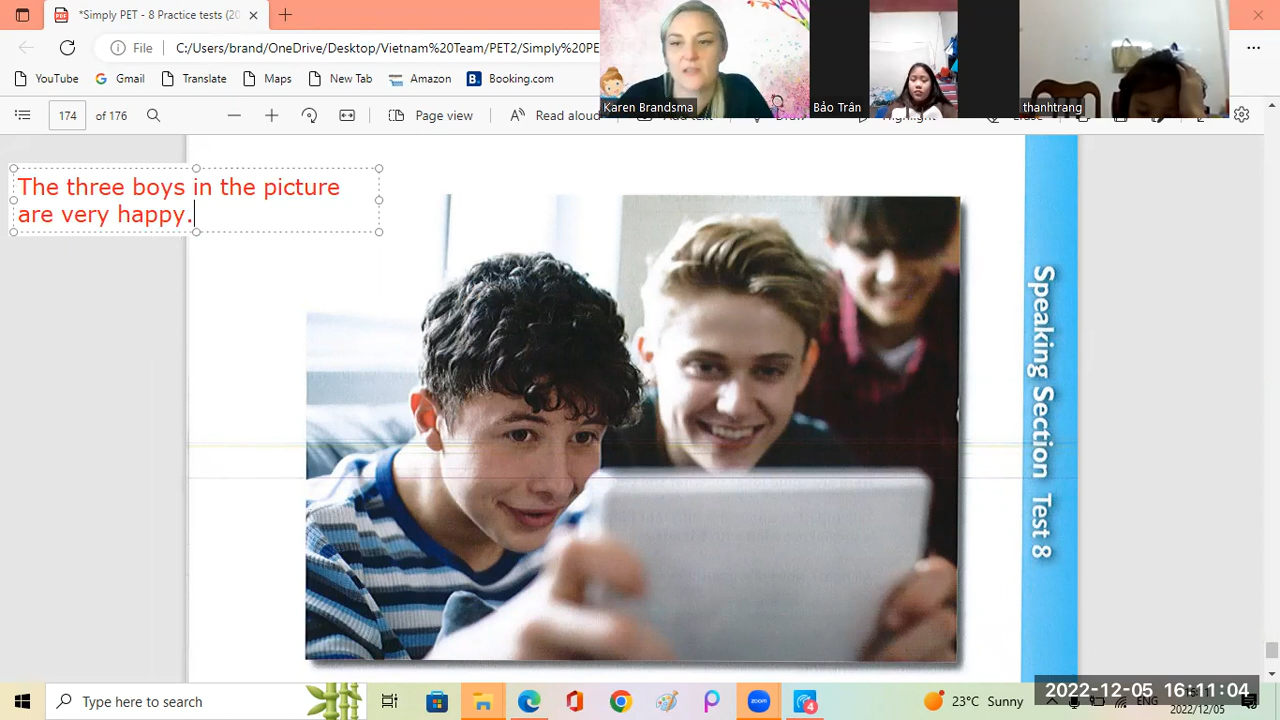 *Simply PET - 8 Practice tests (20
File
C:/Users/brand/OneDrive/Desktop/Vietnam%20Team/PET2/Simply%20PE
YouTube
Gmail
Translate
Maps
New Tab
Amazon
Booking.com
174
Page view
Read aloud
Karen Brandsma
Bảo Trân
thanhtrang
The three boys in the picture
are very happy.
Speaking Section Test 8
Type here to search
zoom
4
23°C Sunny
ENG
2022-12-05 16:11:04
2022/12/05